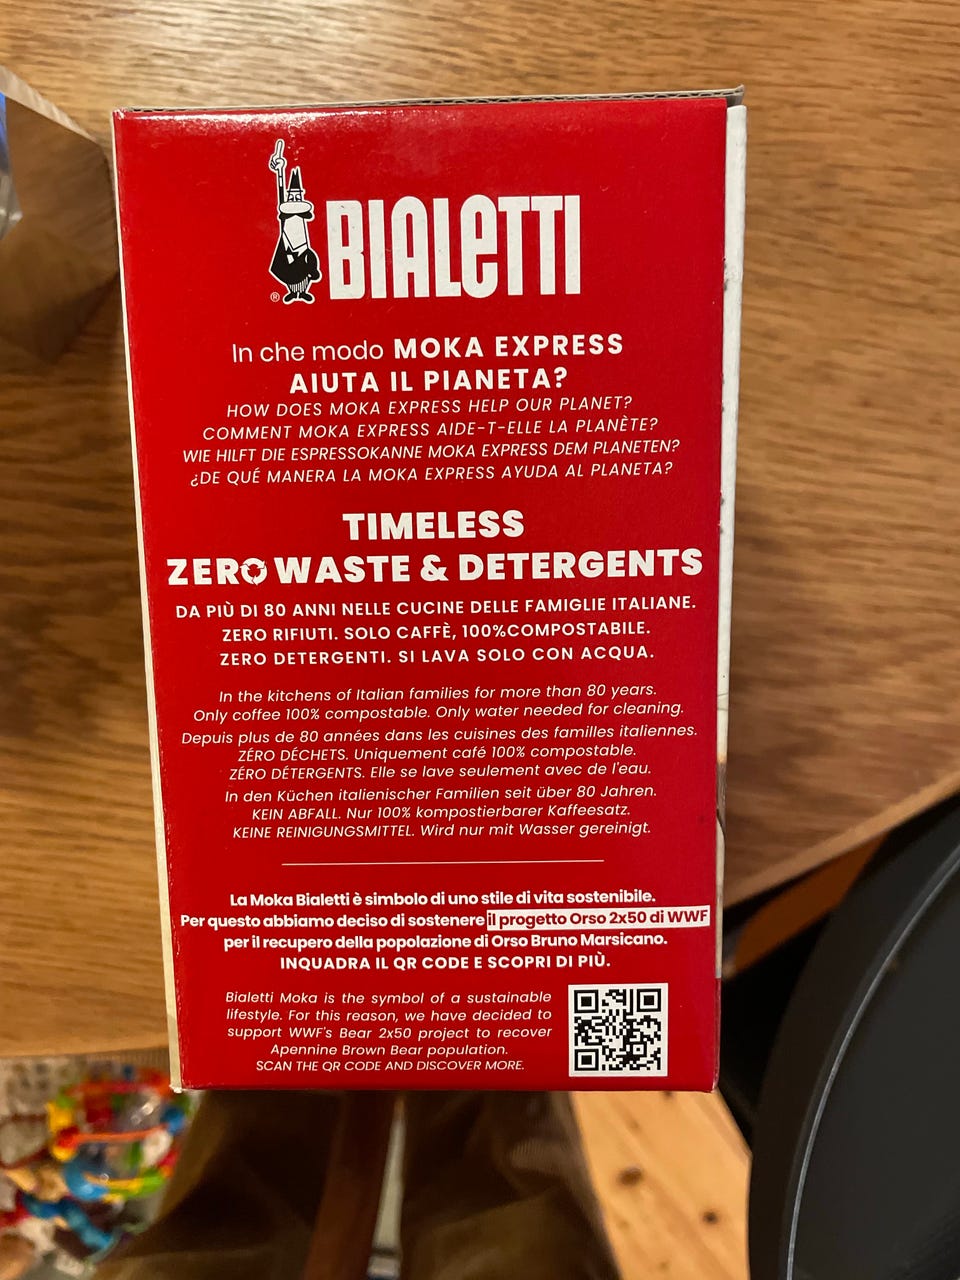 BIALETTI
®
In che modo MOKA EXPRESS
AIUTA IL PIANETA?
HOW DOES MOKA EXPRESS HELP OUR PLANET?
COMMENT MOKA EXPRESS AIDE-T-ELLE LA PLANÈTE?
WIE HILFT DIE ESPRESSOKANNE MOKA EXPRESS DEM PLANETEN?
¿DE QUÉ MANERA LA MOKA EXPRESS AYUDA AL PLANETA?
TIMELESS
ZERO WASTE & DETERGENTS
DA PIÙ DI 80 ANNI NELLE CUCINE DELLE FAMIGLIE ITALIANE.
ZERO RIFIUTI. SOLO CAFFÈ, 100%COMPOSTABILE.
ZERO DETERGENTI. SI LAVA SOLO CON ACQUA.
In the kitchens of Italian families for more than 80 years.
Only coffee 100% compostable. Only water needed for cleaning.
Depuis plus de 80 années dans les cuisines des familles italiennes.
ZÉRO DÉCHETS. Uniquement café 100% compostable.
ZÉRO DÉTERGENTS. Elle se lave seulement avec de l'eau.
In den Küchen italienischer Familien seit über 80 Jahren.
KEIN ABFALL. Nur 100% kompostierbarer Kaffeesatz.
KEINE REINIGUNGSMITTEL. Wird nur mit Wasser gereinigt.
La Moka Bialetti è simbolo di uno stile di vita sostenibile.
Per questo abbiamo deciso di sostenere il progetto Orso 2x50 di WWF
per il recupero della popolazione di Orso Bruno Marsicano.
INQUADRA IL QR CODE E SCOPRI DI PIÙ.
Bialetti Moka is the symbol of a sustainable
lifestyle. For this reason, we have decided to
support WWF's Bear 2x50 project to recover
Apennine Brown Bear population.
SCAN THE QR CODE AND DISCOVER MORE.